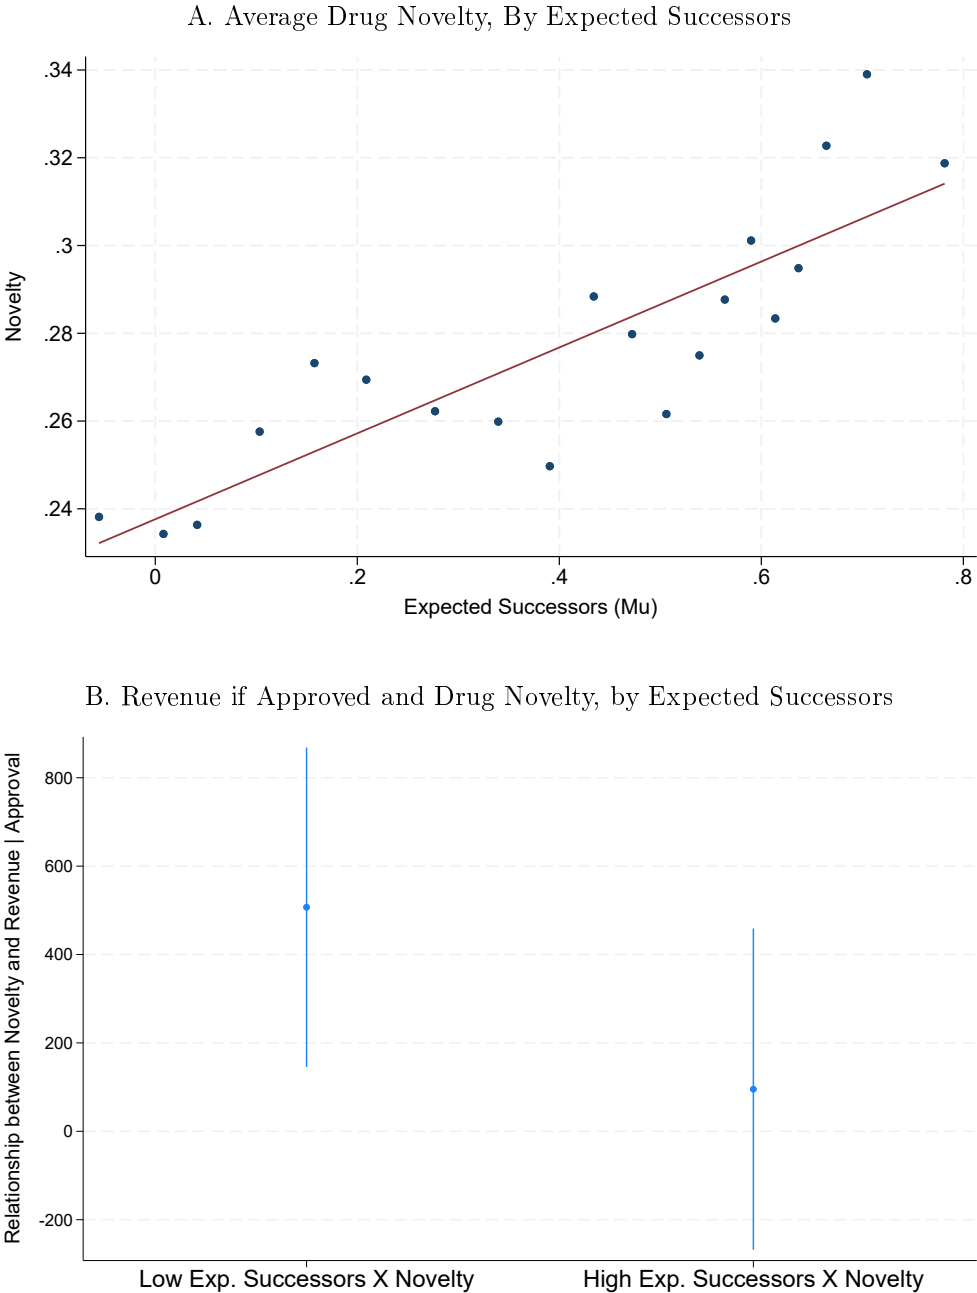 A. Average Drug Novelty, By Expected Successors
.34
.32
.3
.28
.26
.24
Novelty
0 .2 .4 .6 .8
Expected Successors (Mu)
B. Revenue if Approved and Drug Novelty, by Expected Successors
Relationship between Novelty and Revenue | Approval
800
600
400
200
0
-200
Low Exp. Successors X Novelty High Exp. Successors X Novelty